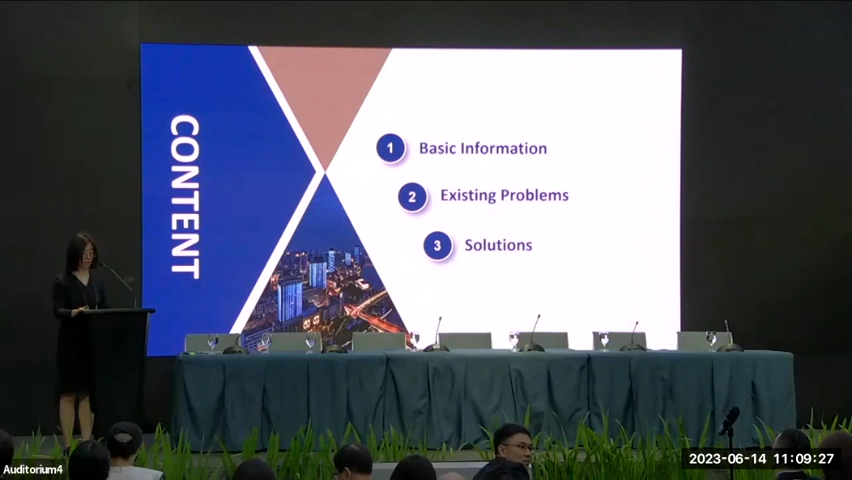 CONTENT
1 Basic Information
2 Existing Problems
3 Solutions
Auditorium4
2023-06-14 11:09:27